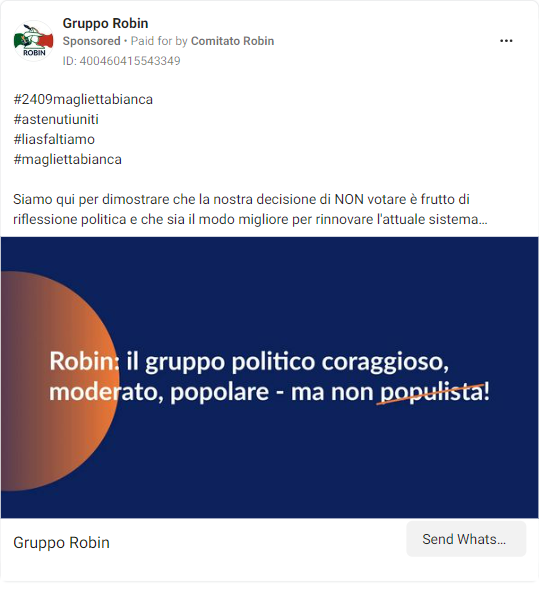 Gruppo Robin
Sponsored • Paid for by Comitato Robin
ID: 400460415543349
ROBIN
#2409magliettabianca
#astenutiuniti
#liasfaltiamo
#magliettabianca
Siamo qui per dimostrare che la nostra decisione di NON votare è frutto di
riflessione politica e che sia il modo migliore per rinnovare l'attuale sistema...
Robin: il gruppo politico coraggioso,
moderato, popolare - ma non populista!
Gruppo Robin
Send Whats...